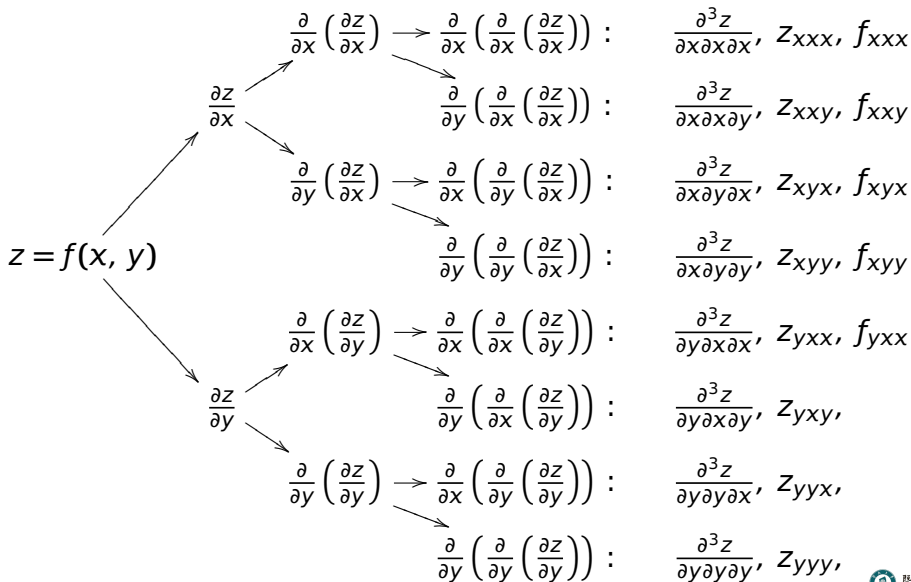 ∂/∂x (∂z/∂x) → ∂/∂x (∂/∂x (∂z/∂x)) : ∂³z/∂x∂x∂x, z_xxx, f_xxx
∂z/∂x ∂/∂y (∂/∂x (∂z/∂x)) : ∂³z/∂x∂x∂y, z_xxy, f_xxy
∂/∂y (∂z/∂x) → ∂/∂x (∂/∂y (∂z/∂x)) : ∂³z/∂x∂y∂x, z_xyx, f_xyx
z = f(x, y) ∂/∂y (∂/∂y (∂z/∂x)) : ∂³z/∂x∂y∂y, z_xyy, f_xyy
∂/∂x (∂z/∂y) → ∂/∂x (∂/∂x (∂z/∂y)) : ∂³z/∂y∂x∂x, z_yxx, f_yxx
∂z/∂y ∂/∂y (∂/∂x (∂z/∂y)) : ∂³z/∂y∂x∂y, z_yxy,
∂/∂y (∂z/∂y) → ∂/∂x (∂/∂y (∂z/∂y)) : ∂³z/∂y∂y∂x, z_yyx,
∂/∂y (∂/∂y (∂z/∂y)) : ∂³z/∂y∂y∂y, z_yyy,